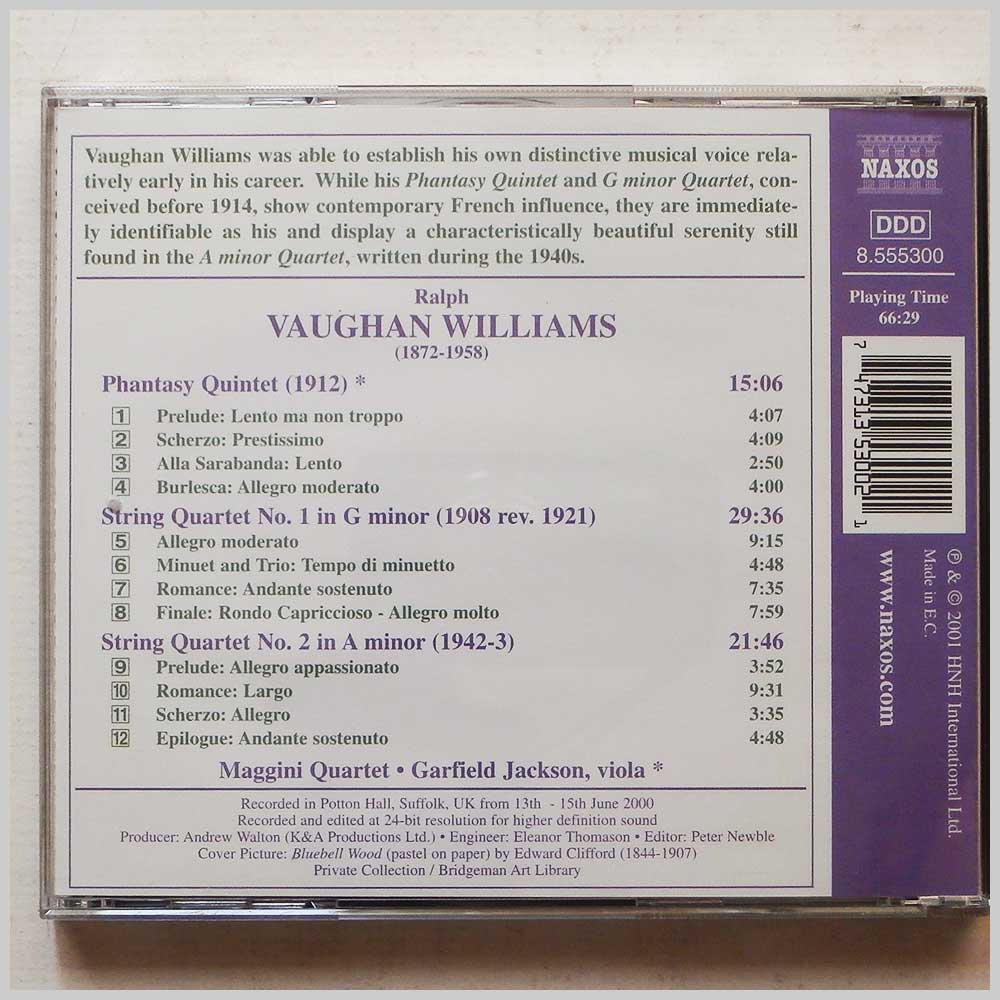 Vaughan Williams was able to establish his own distinctive musical voice rela-
tively early in his career. While his Phantasy Quintet and G minor Quartet, con-
ceived before 1914, show contemporary French influence, they are immediate-
ly identifiable as his and display a characteristically beautiful serenity still
found in the A minor Quartet, written during the 1940s.
Ralph
VAUGHAN WILLIAMS
(1872-1958)
Phantasy Quintet (1912) * 15:06
1 Prelude: Lento ma non troppo 4:07
2 Scherzo: Prestissimo 4:09
3 Alla Sarabanda: Lento 2:50
4 Burlesca: Allegro moderato 4:00
String Quartet No. 1 in G minor (1908 rev. 1921) 29:36
5 Allegro moderato 9:15
6 Minuet and Trio: Tempo di minuetto 4:48
7 Romance: Andante sostenuto 7:35
8 Finale: Rondo Capriccioso - Allegro molto 7:59
String Quartet No. 2 in A minor (1942-3) 21:46
9 Prelude: Allegro appassionato 3:52
10 Romance: Largo 9:31
11 Scherzo: Allegro 3:35
12 Epilogue: Andante sostenuto 4:48
Maggini Quartet • Garfield Jackson, viola *
Recorded in Potton Hall, Suffolk, UK from 13th - 15th June 2000
Recorded and edited at 24-bit resolution for higher definition sound
Producer: Andrew Walton (K&A Productions Ltd.) • Engineer: Eleanor Thomason • Editor: Peter Newble
Cover Picture: Bluebell Wood (pastel on paper) by Edward Clifford (1844-1907)
Private Collection / Bridgeman Art Library
NAXOS
DDD
8.555300
Playing Time
66:29
7 47313 53002 1
℗ & © 2001 HNH International Ltd.
Made in E.C.
www.naxos.com